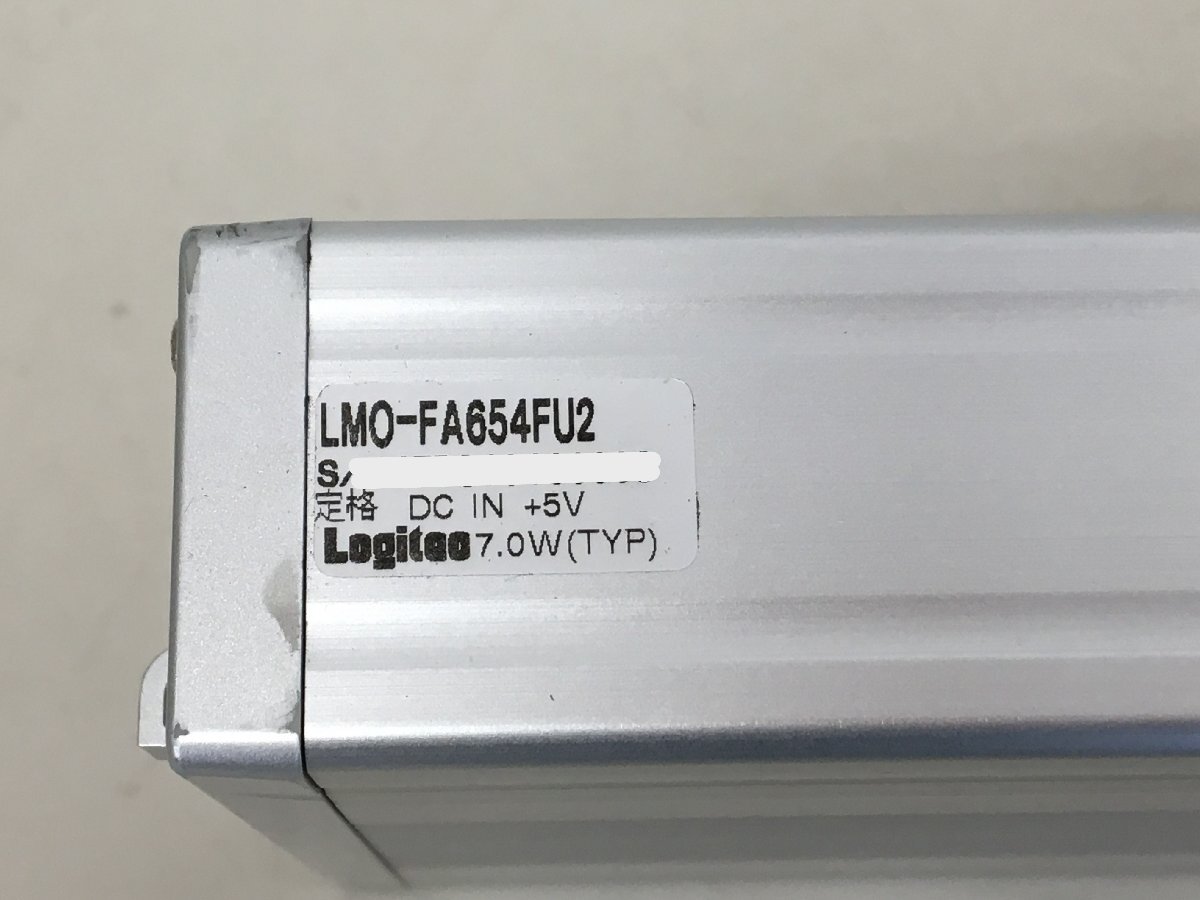 LMO-FA654FU2
定格 DC IN +5V
Logitec 7.0W(TYP)